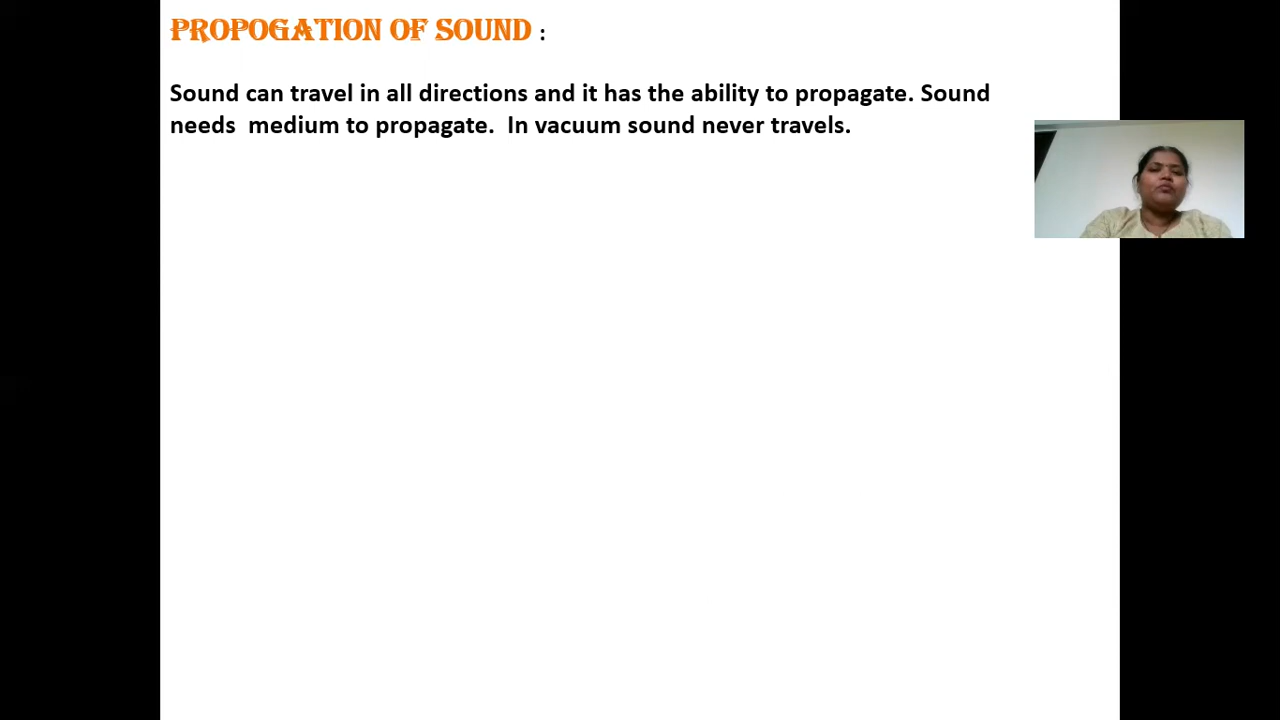 PROPOGATION OF SOUND :
Sound can travel in all directions and it has the ability to propagate. Sound
needs  medium to propagate.  In vacuum sound never travels.